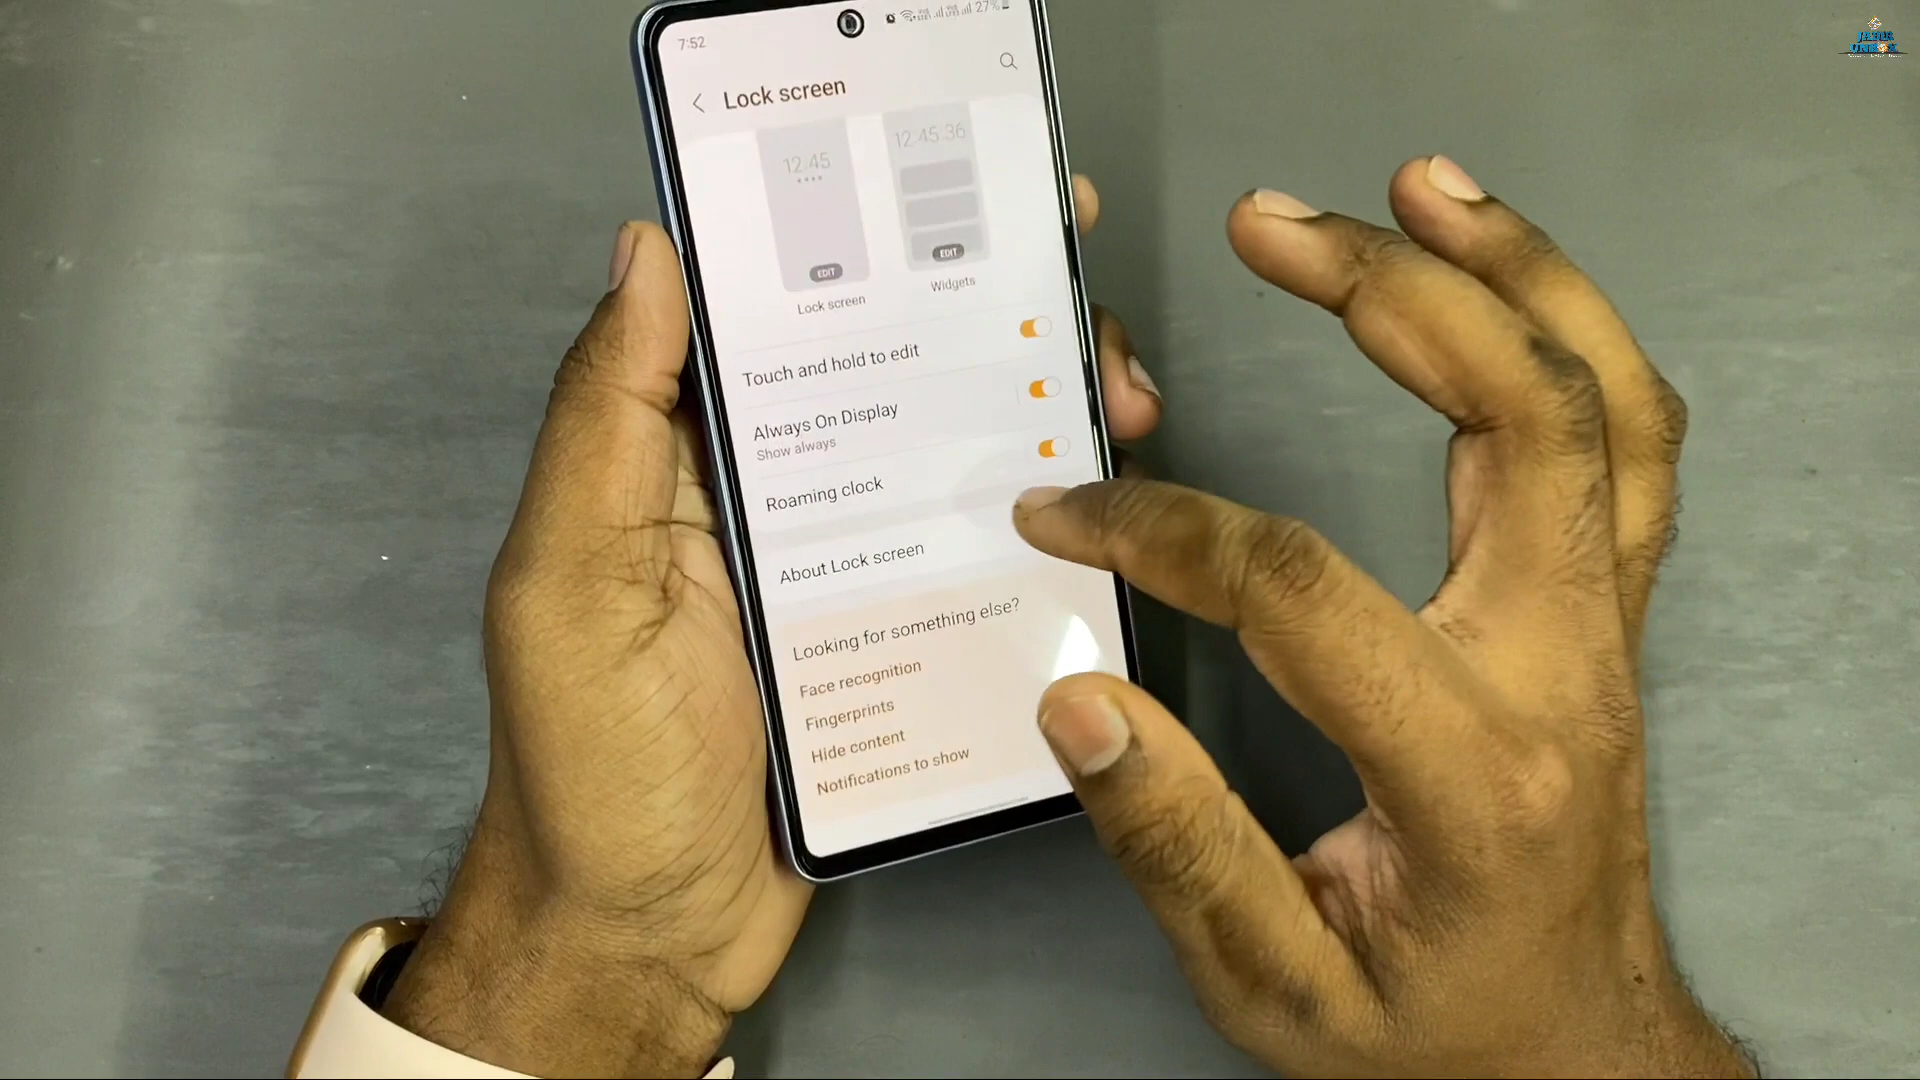 7:52
27%
Lock screen
12:45
12:45:36
EDIT
EDIT
Lock screen
Widgets
Touch and hold to edit
Always On Display
Show always
Roaming clock
About Lock screen
Looking for something else?
Face recognition
Fingerprints
Hide content
Notifications to show